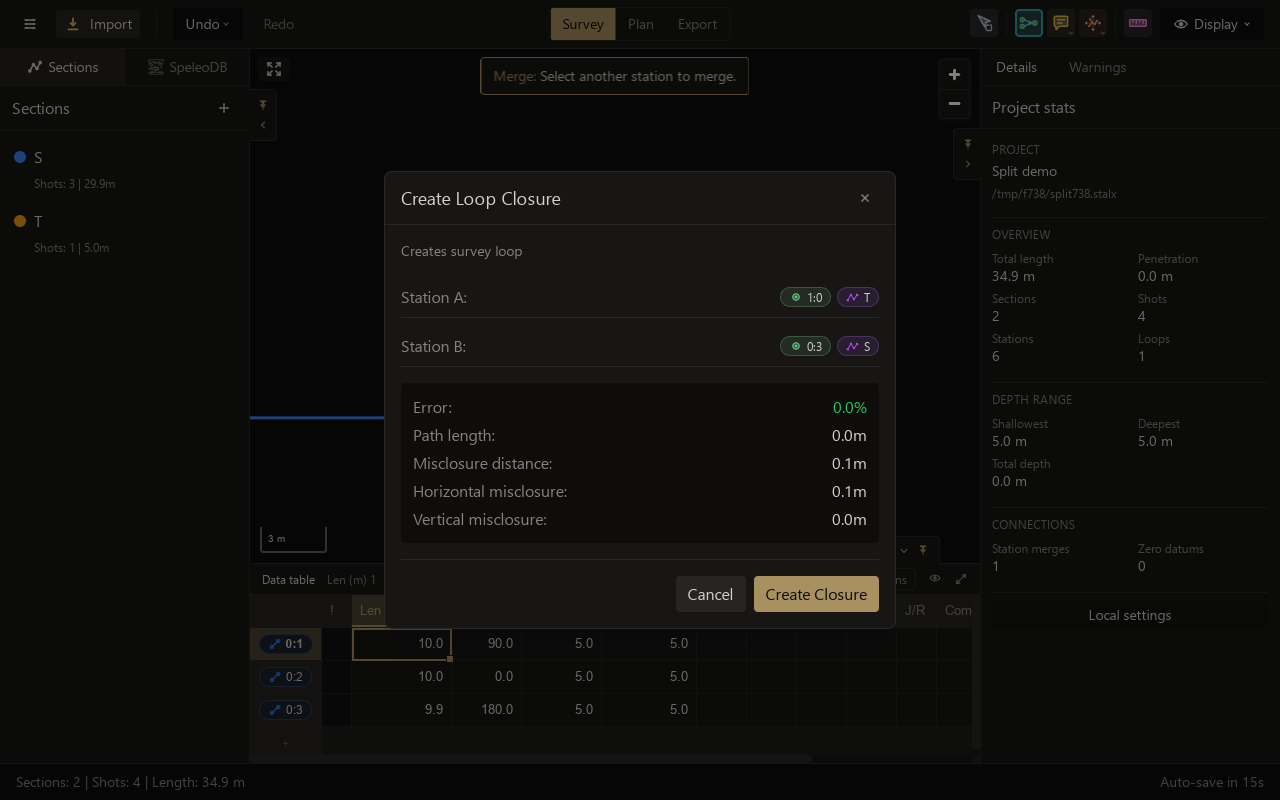 Import
Undo
Redo
Survey
Plan
Export
Display
Sections
SpeleoDB
Merge: Select another station to merge.
Details
Warnings
Sections
+
S
Shots: 3 | 29.9m
T
Shots: 1 | 5.0m
Project stats
PROJECT
Split demo
/tmp/f738/split738.stalx
OVERVIEW
Total length
Penetration
34.9 m
0.0 m
Sections
Shots
2
4
Stations
Loops
6
1
DEPTH RANGE
Shallowest
Deepest
5.0 m
5.0 m
Total depth
0.0 m
CONNECTIONS
Station merges
Zero datums
1
0
Local settings
Create Loop Closure
×
Creates survey loop
Station A:
1:0
T
Station B:
0:3
S
Error:
0.0%
Path length:
0.0m
Misclosure distance:
0.1m
Horizontal misclosure:
0.1m
Vertical misclosure:
0.0m
Cancel
Create Closure
3 m
Data table
Len (m) 1
ns
!
Len
J/R
Com
0:1 10.0 90.0 5.0 5.0
0:2 10.0 0.0 5.0 5.0
0:3 9.9 180.0 5.0 5.0
+
Sections: 2 | Shots: 4 | Length: 34.9 m
Auto-save in 15s